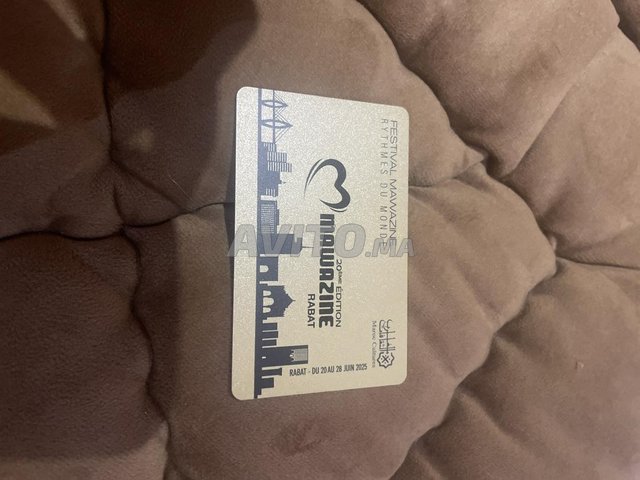 FESTIVAL MAWAZINE
RYTHMES DU MONDE
MAWAZINE
20ÈME ÉDITION
RABAT
Maroc Cultures
RABAT - DU 20 AU 28 JUIN 2025
AVITO.MA